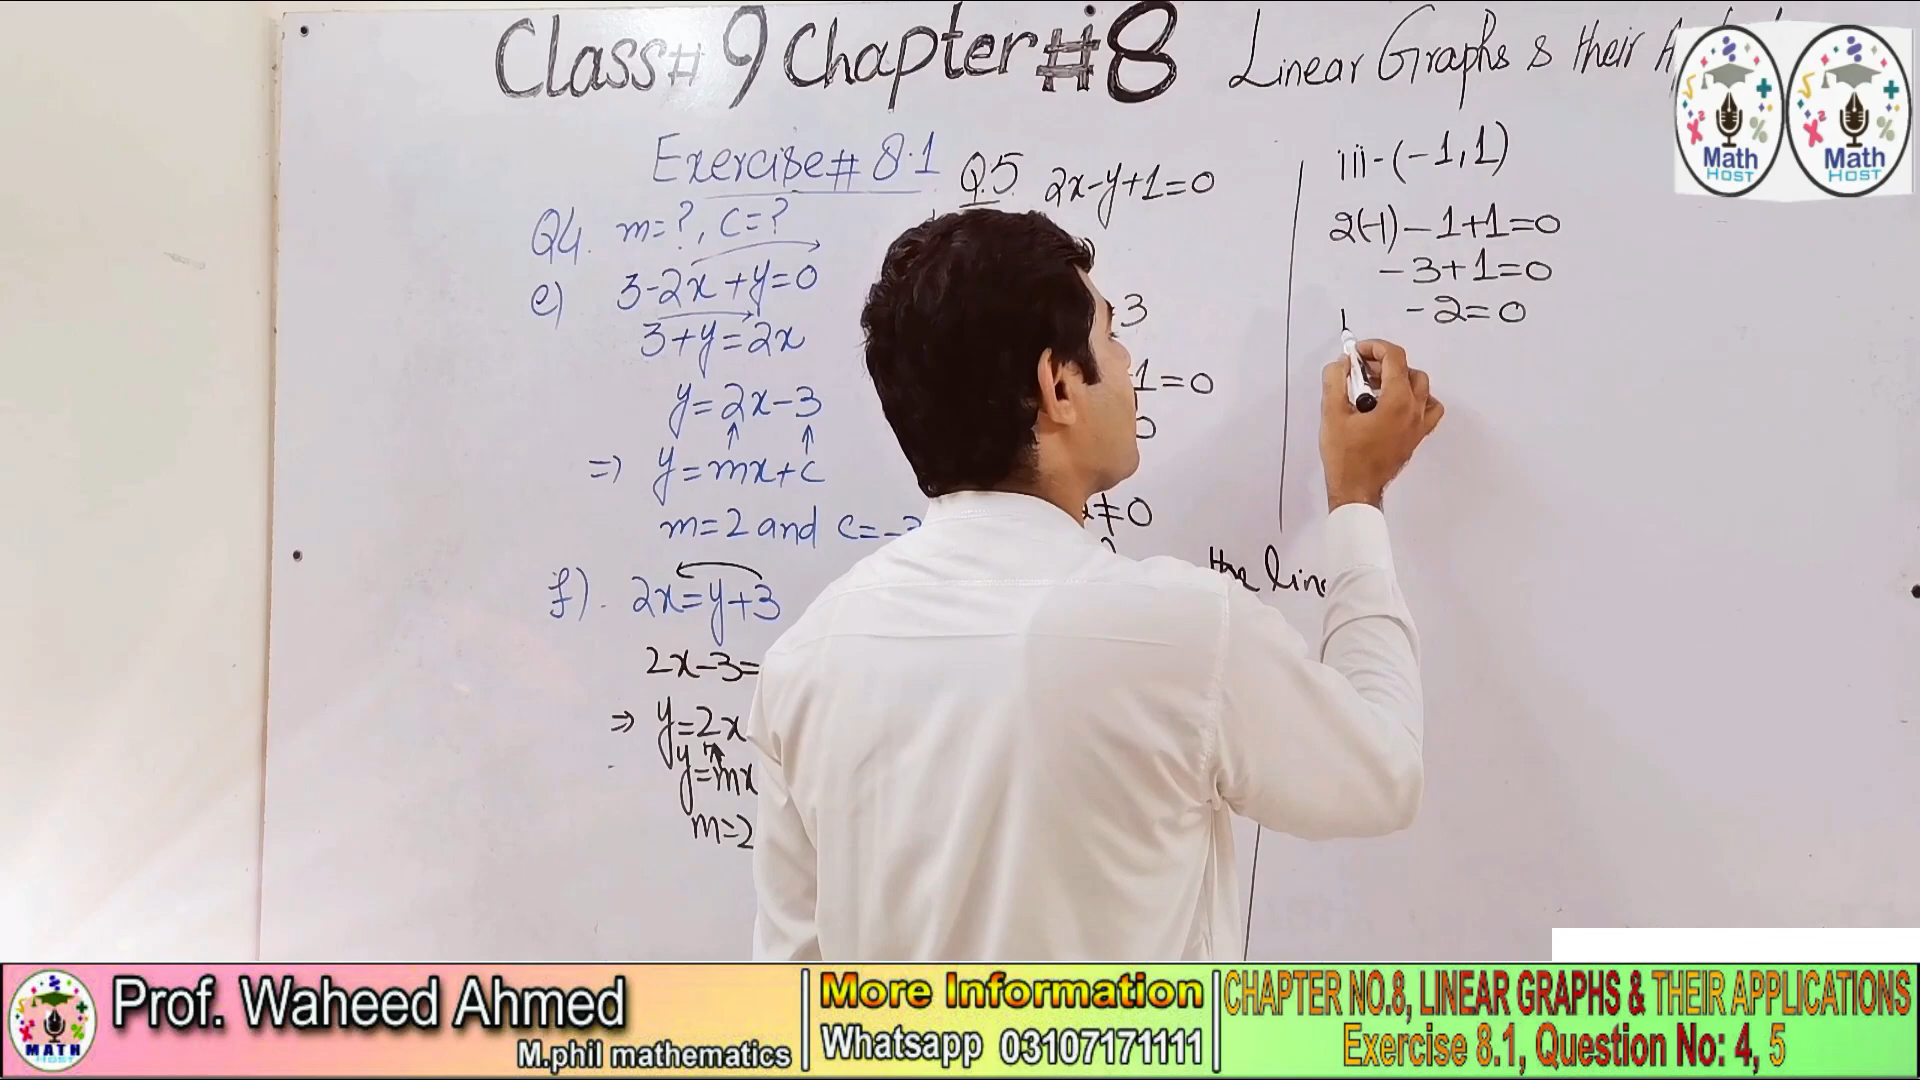 Class# 9 Chapter #8
Linear Graphs & their
Math
HOST
Math
HOST
Exercise# 8.1
Q4. m=?, c=?
e) 3-2x+y=0
3+y=2x
y=2x-3
=> y=mx+c
m=2 and c=-3
f). 2x=y+3
2x-3=
=> y=2x
y=mx
m=2
Q.5 2x-y+1=0
3
1=0
0
≠0
the line
iii-(-1,1)
2(-1)-1+1=0
-3+1=0
-2=0
MATH
HOST
Prof. Waheed Ahmed
M.phil mathematics
More Information
Whatsapp 03107171111
CHAPTER NO.8, LINEAR GRAPHS & THEIR APPLICATIONS
Exercise 8.1, Question No: 4, 5